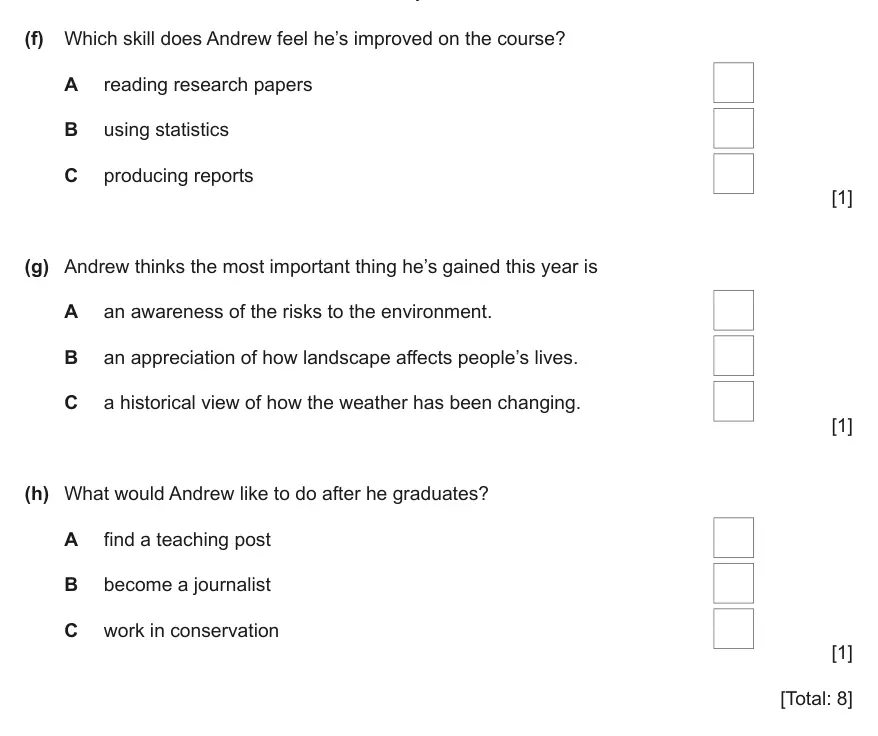 (f) Which skill does Andrew feel he's improved on the course?
A reading research papers
B using statistics
C producing reports
[1]
(g) Andrew thinks the most important thing he's gained this year is
A an awareness of the risks to the environment.
B an appreciation of how landscape affects people's lives.
C a historical view of how the weather has been changing.
[1]
(h) What would Andrew like to do after he graduates?
A find a teaching post
B become a journalist
C work in conservation
[1]
[Total: 8]